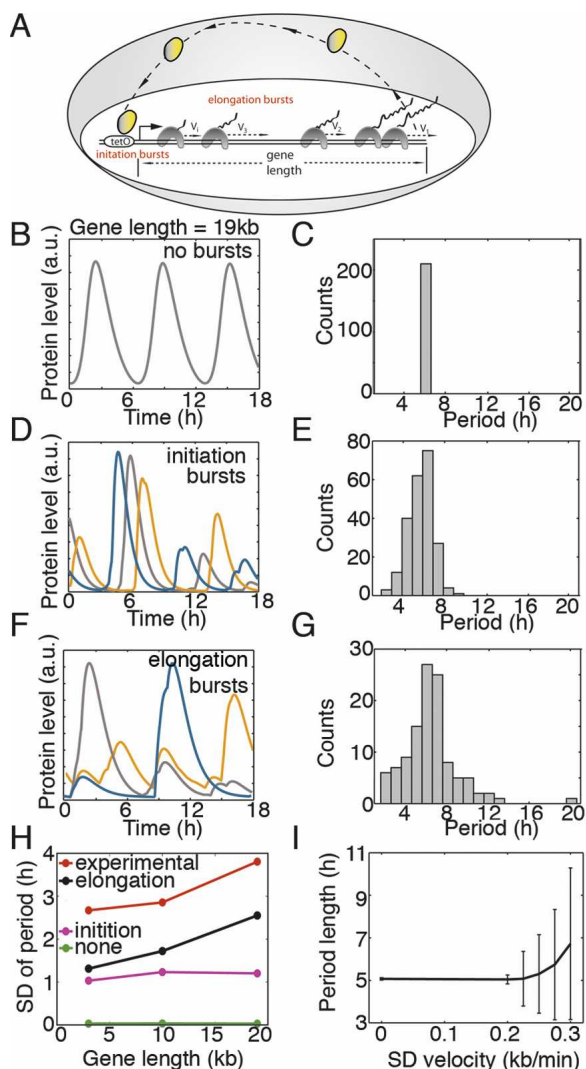 A
elongation bursts
tetO
V₁ V₃ V₂ V₁
initation bursts
gene
length
B
Gene length = 19kb
no bursts
Protein level (a.u.)
0 6 12 18
Time (h)
C
Counts
200
100
0
4 8 12 16 20
Period (h)
D
initiation
bursts
Protein level (a.u.)
0 6 12 18
Time (h)
E
Counts
80
60
40
20
0
4 8 12 16 20
Period (h)
F
elongation
bursts
Protein level (a.u.)
0 6 12 18
Time (h)
G
Counts
30
20
10
0
4 8 12 16 20
Period (h)
H
SD of period (h)
4
3
2
1
0
experimental
elongation
initition
none
0 5 10 15 20
Gene length (kb)
I
Period length (h)
11
9
7
5
3
0 0.1 0.2 0.3
SD velocity (kb/min)